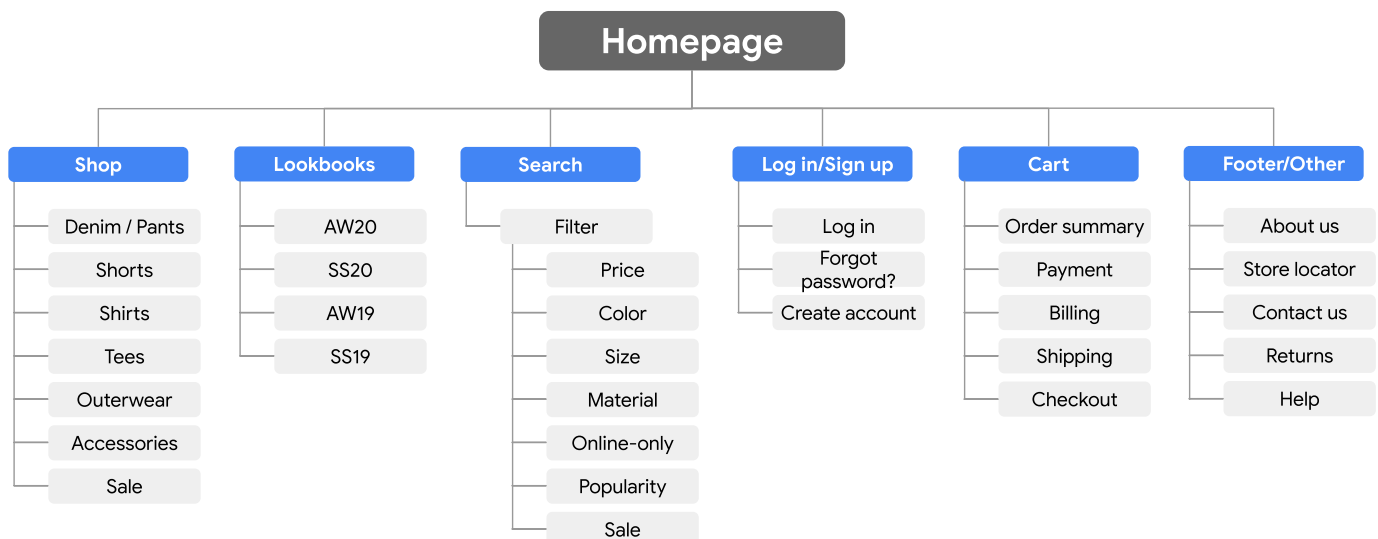 Homepage
Shop
Denim / Pants
Shorts
Shirts
Tees
Outerwear
Accessories
Sale
Lookbooks
AW20
SS20
AW19
SS19
Search
Filter
Price
Color
Size
Material
Online-only
Popularity
Sale
Log in/Sign up
Log in
Forgot
password?
Create account
Cart
Order summary
Payment
Billing
Shipping
Checkout
Footer/Other
About us
Store locator
Contact us
Returns
Help